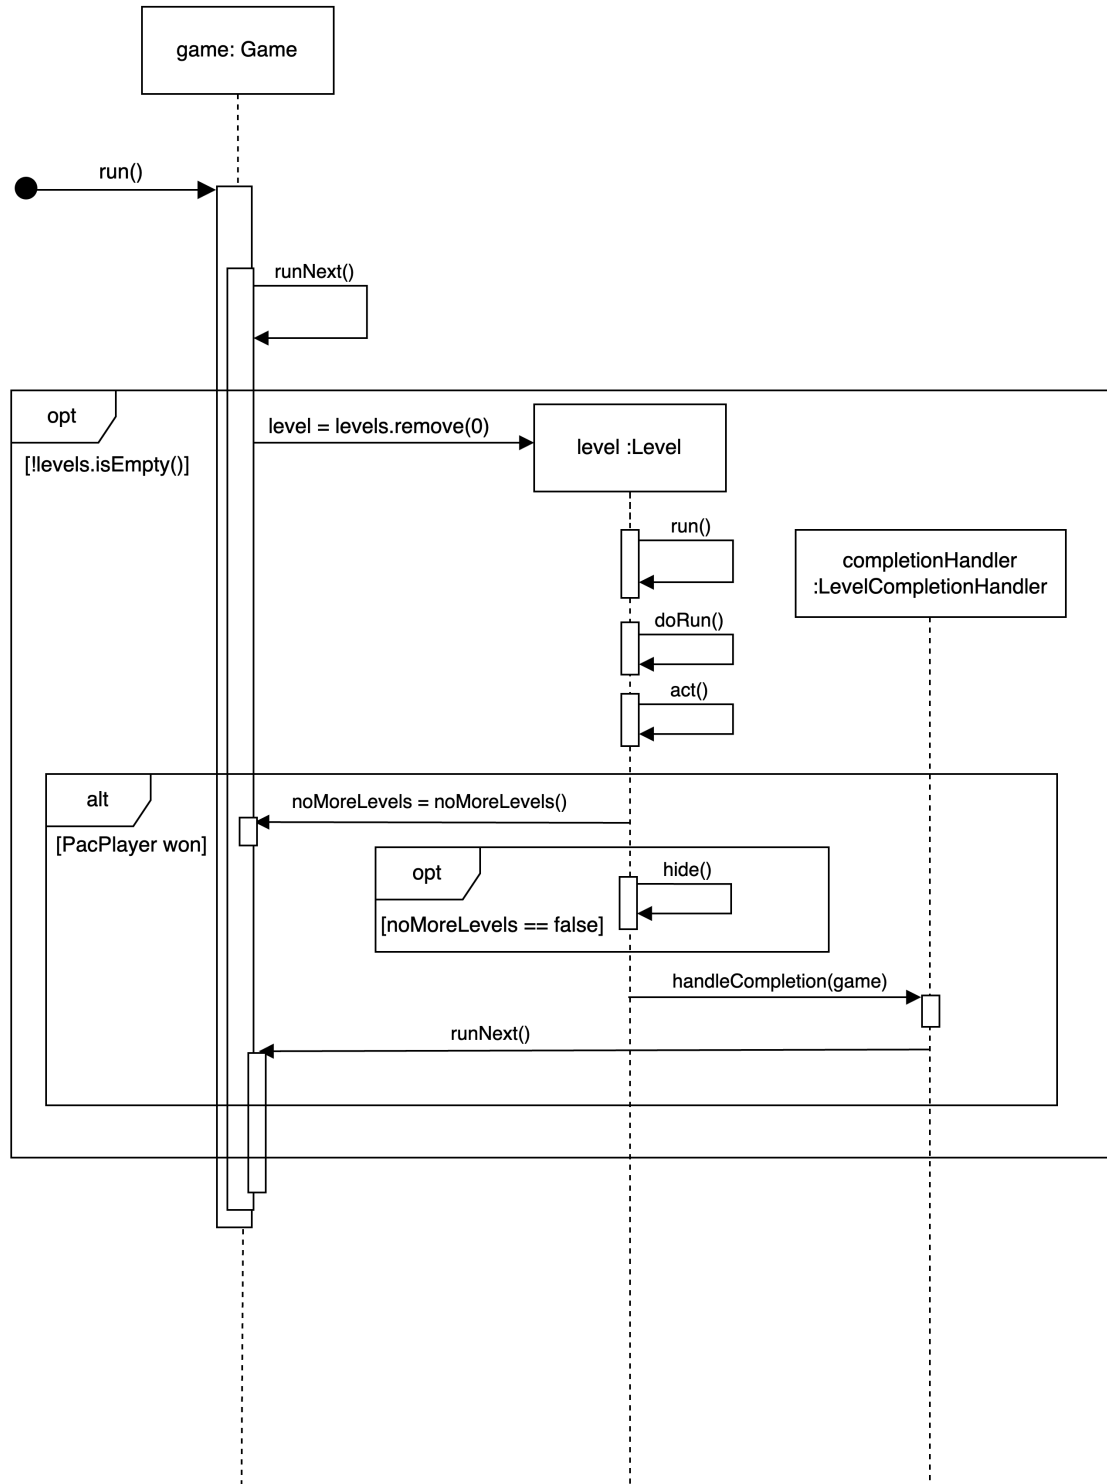 game: Game
run()
runNext()
opt
[!levels.isEmpty()]
level = levels.remove(0)
level :Level
run()
completionHandler
:LevelCompletionHandler
doRun()
act()
alt
[PacPlayer won]
noMoreLevels = noMoreLevels()
opt
[noMoreLevels == false]
hide()
handleCompletion(game)
runNext()